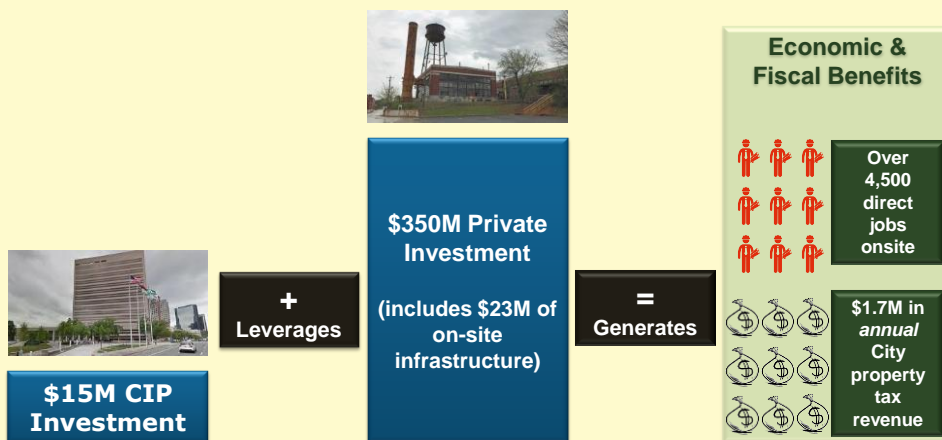 $15M CIP
Investment
+
Leverages
$350M Private
Investment
(includes $23M of
on-site
infrastructure)
=
Generates
Economic &
Fiscal Benefits
Over
4,500
direct
jobs
onsite
$1.7M in
annual
City
property
tax
revenue